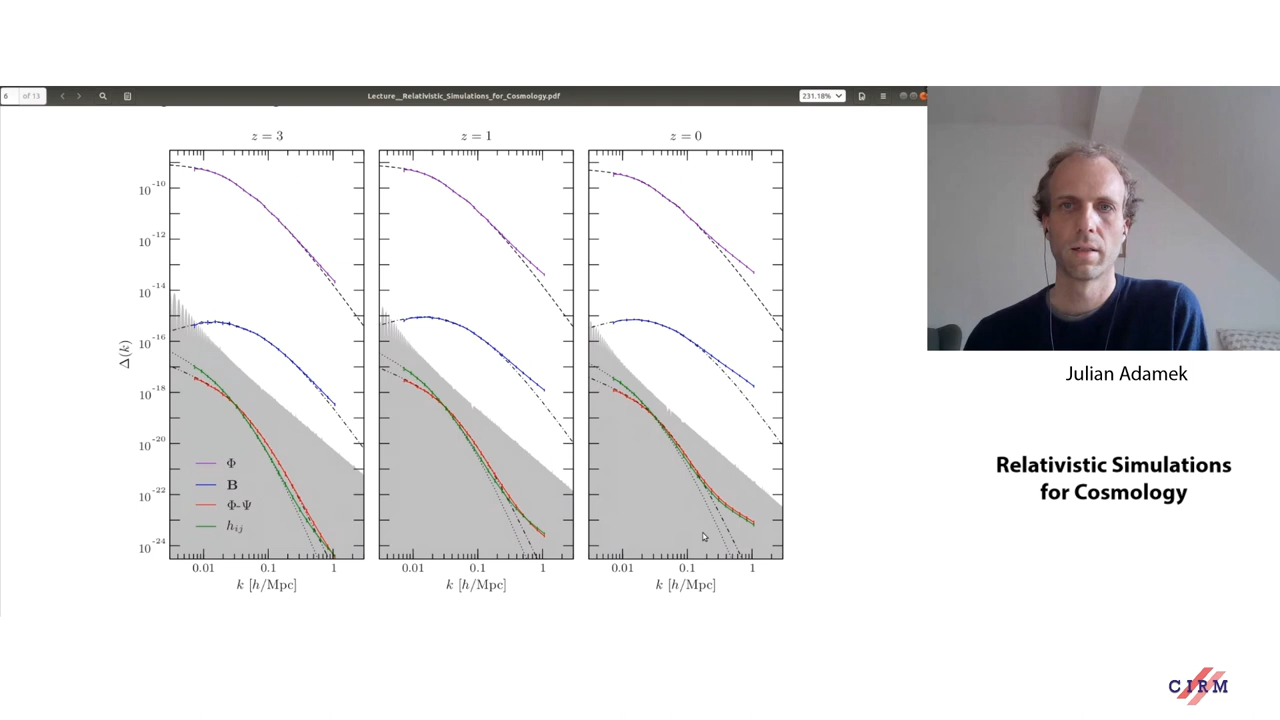 6 of 13
Lecture__Relativistic_Simulations_for_Cosmology.pdf
231.18%
z = 3
z = 1
z = 0
Δ(k)
10⁻¹⁰
10⁻¹²
10⁻¹⁴
10⁻¹⁶
10⁻¹⁸
10⁻²⁰
10⁻²²
10⁻²⁴
Φ
B
Φ-Ψ
hᵢⱼ
0.01 0.1 1
0.01 0.1 1
0.01 0.1 1
k [h/Mpc]
k [h/Mpc]
k [h/Mpc]
Julian Adamek
Relativistic Simulations
for Cosmology
CIRM